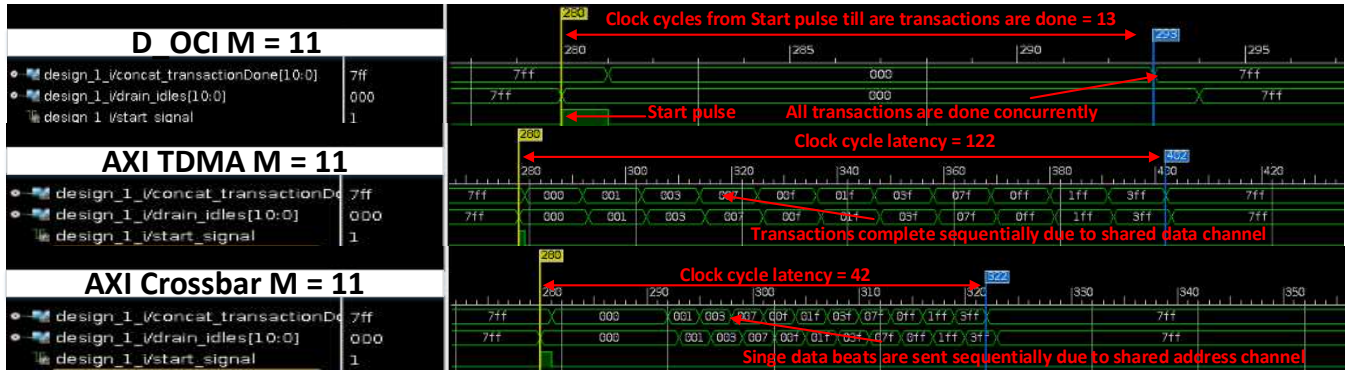 280
Clock cycles from Start pulse till are transactions are done = 13
D_OCI M = 11
293
280 285 290 295
design_1_i/concat_transactionDone[10:0] 7ff 7ff 000 7ff
design_1_i/drain_idles[10:0] 000 7ff 000 7ff
design_1_i/start_signal 1 Start pulse All transactions are done concurrently
280
Clock cycle latency = 122
AXI TDMA M = 11
402
280 300 320 340 360 380 400 420
design_1_i/concat_transactionDo 7ff 7ff 000 001 003 007 00f 01f 03f 07f 0ff 1ff 3ff 7ff
design_1_i/drain_idles[10:0] 000 7ff 000 001 003 007 00f 01f 03f 07f 0ff 1ff 3ff 7ff
design_1_i/start_signal 1 Transactions complete sequentially due to shared data channel
280
Clock cycle latency = 42
AXI Crossbar M = 11
322
280 290 300 310 320 330 340 350
design_1_i/concat_transactionDo 7ff 7ff 000 001 003 007 00f 01f 03f 07f 0ff 1ff 3ff 7ff
design_1_i/drain_idles[10:0] 000 7ff 000 001 003 007 00f 01f 03f 07f 0ff 1ff 3ff 7ff
design_1_i/start_signal 1 Singe data beats are sent sequentially due to shared address channel